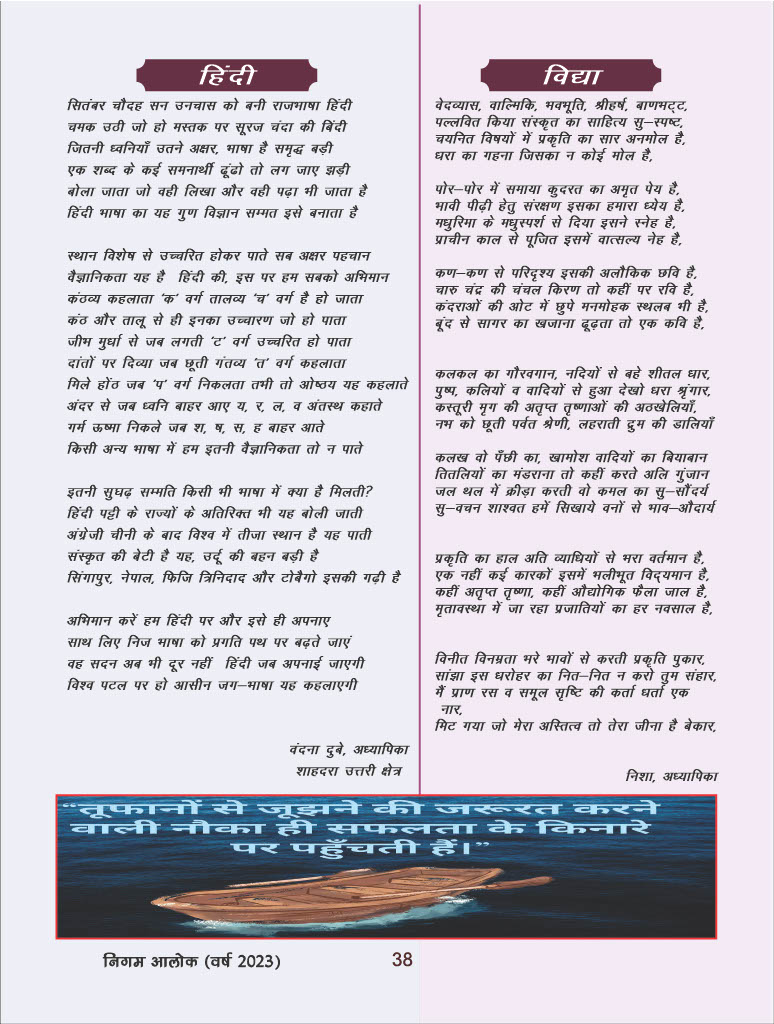 हिंदी
सितंबर चौदह सन उनचास को बनी राजभाषा हिंदी
चमक उठी जो हो मस्तक पर सूरज चंदा की बिंदी
जितनी ध्वनियाँ उतने अक्षर, भाषा है समृद्ध बड़ी
एक शब्द के कई समनार्थी ढूंढो तो लग जाए झड़ी
बोला जाता जो वही लिखा और वही पढ़ा भी जाता है
हिंदी भाषा का यह गुण विज्ञान सम्मत इसे बनाता है
स्थान विशेष से उच्चरित होकर पाते सब अक्षर पहचान
वैज्ञानिकता यह है हिंदी की, इस पर हम सबको अभिमान
कंठव्य कहलाता ‘क’ वर्ग तालव्य ‘च’ वर्ग है हो जाता
कंठ और तालू से ही इनका उच्चारण जो हो पाता
जीभ मुर्धा से जब लगती ‘ट’ वर्ग उच्चरित हो पाता
दांतों पर दिव्या जब छूती गंतव्य ‘त’ वर्ग कहलाता
मिले होंठ जब ‘प’ वर्ग निकलता तभी तो ओष्ठय यह कहलाते
अंदर से जब ध्वनि बाहर आए य, र, ल, व अंतस्थ कहाते
गर्म ऊष्मा निकले जब श, ष, स, ह बाहर आते
किसी अन्य भाषा में हम इतनी वैज्ञानिकता तो न पाते
इतनी सुघढ़ सम्मति किसी भी भाषा में क्या है मिलती?
हिंदी पट्टी के राज्यों के अतिरिक्त भी यह बोली जाती
अंग्रेजी चीनी के बाद विश्व में तीजा स्थान है यह पाती
संस्कृत की बेटी है यह, उर्दू की बहन बड़ी है
सिंगापुर, नेपाल, फिजि त्रिनिदाद और टोबैगो इसकी गढ़ी है
अभिमान करें हम हिंदी पर और इसे ही अपनाए
साथ लिए निज भाषा को प्रगति पथ पर बढ़ते जाएं
वह सदन अब भी दूर नहीं हिंदी जब अपनाई जाएगी
विश्व पटल पर हो आसीन जग–भाषा यह कहलाएगी
वंदना दुबे, अध्यापिका
शाहदरा उत्तरी क्षेत्र
विद्या
वेदव्यास, वाल्मिकि, भवभूति, श्रीहर्ष, बाणभट्ट,
पल्लवित किया संस्कृत का साहित्य सु–स्पष्ट,
चयनित विषयों में प्रकृति का सार अनमोल है,
धरा का गहना जिसका न कोई मोल है,
पोर–पोर में समाया कुदरत का अमृत पेय है,
भावी पीढ़ी हेतु संरक्षण इसका हमारा ध्येय है,
मधुरिमा के मधुस्पर्श से दिया इसने स्नेह है,
प्राचीन काल से पूजित इसमें वात्सल्य नेह है,
कण–कण से परिदृश्य इसकी अलौकिक छवि है,
चारु चंद्र की चंचल किरण तो कहीं पर रवि है,
कंदराओं की ओट में छुपे मनमोहक स्थलब भी है,
बूंद से सागर का खजाना ढूढ़ता तो एक कवि है,
कलकल का गौरवगान, नदियों से बहे शीतल धार,
पुष्प, कलियों व वादियों से हुआ देखो धरा श्रृंगार,
कस्तूरी मृग की अतृप्त तृष्णाओं की अठखेलियाँ,
नभ को छूती पर्वत श्रेणी, लहराती द्रुम की डालियाँ
कलख वो पँछी का, खामोश वादियों का बियाबान
तितलियों का मंडराना तो कहीं करते अलि गुंजान
जल थल में क्रीड़ा करती वो कमल का सु–सौंदर्य
सु–वचन शाश्वत हमें सिखाये वनों से भाव–औदार्य
प्रकृति का हाल अति व्याधियों से भरा वर्तमान है,
एक नहीं कई कारकों इसमें भलीभूत विद्यमान है,
कहीं अतृप्त तृष्णा, कहीं औद्योगिक फैला जाल है,
मृतावस्था में जा रहा प्रजातियों का हर नवसाल है,
विनीत विनम्रता भरे भावों से करती प्रकृति पुकार,
सांझा इस धरोहर का नित–नित न करो तुम संहार,
मैं प्राण रस व समूल सृष्टि की कर्ता धर्ता एक
नार,
मिट गया जो मेरा अस्तित्व तो तेरा जीना है बेकार,
निशा, अध्यापिका
“तूफानों से जूझने की जरूरत करने
वाली नौका ही सफलता के किनारे
पर पहुँचती हैं।”
निगम आलोक (वर्ष 2023)
38